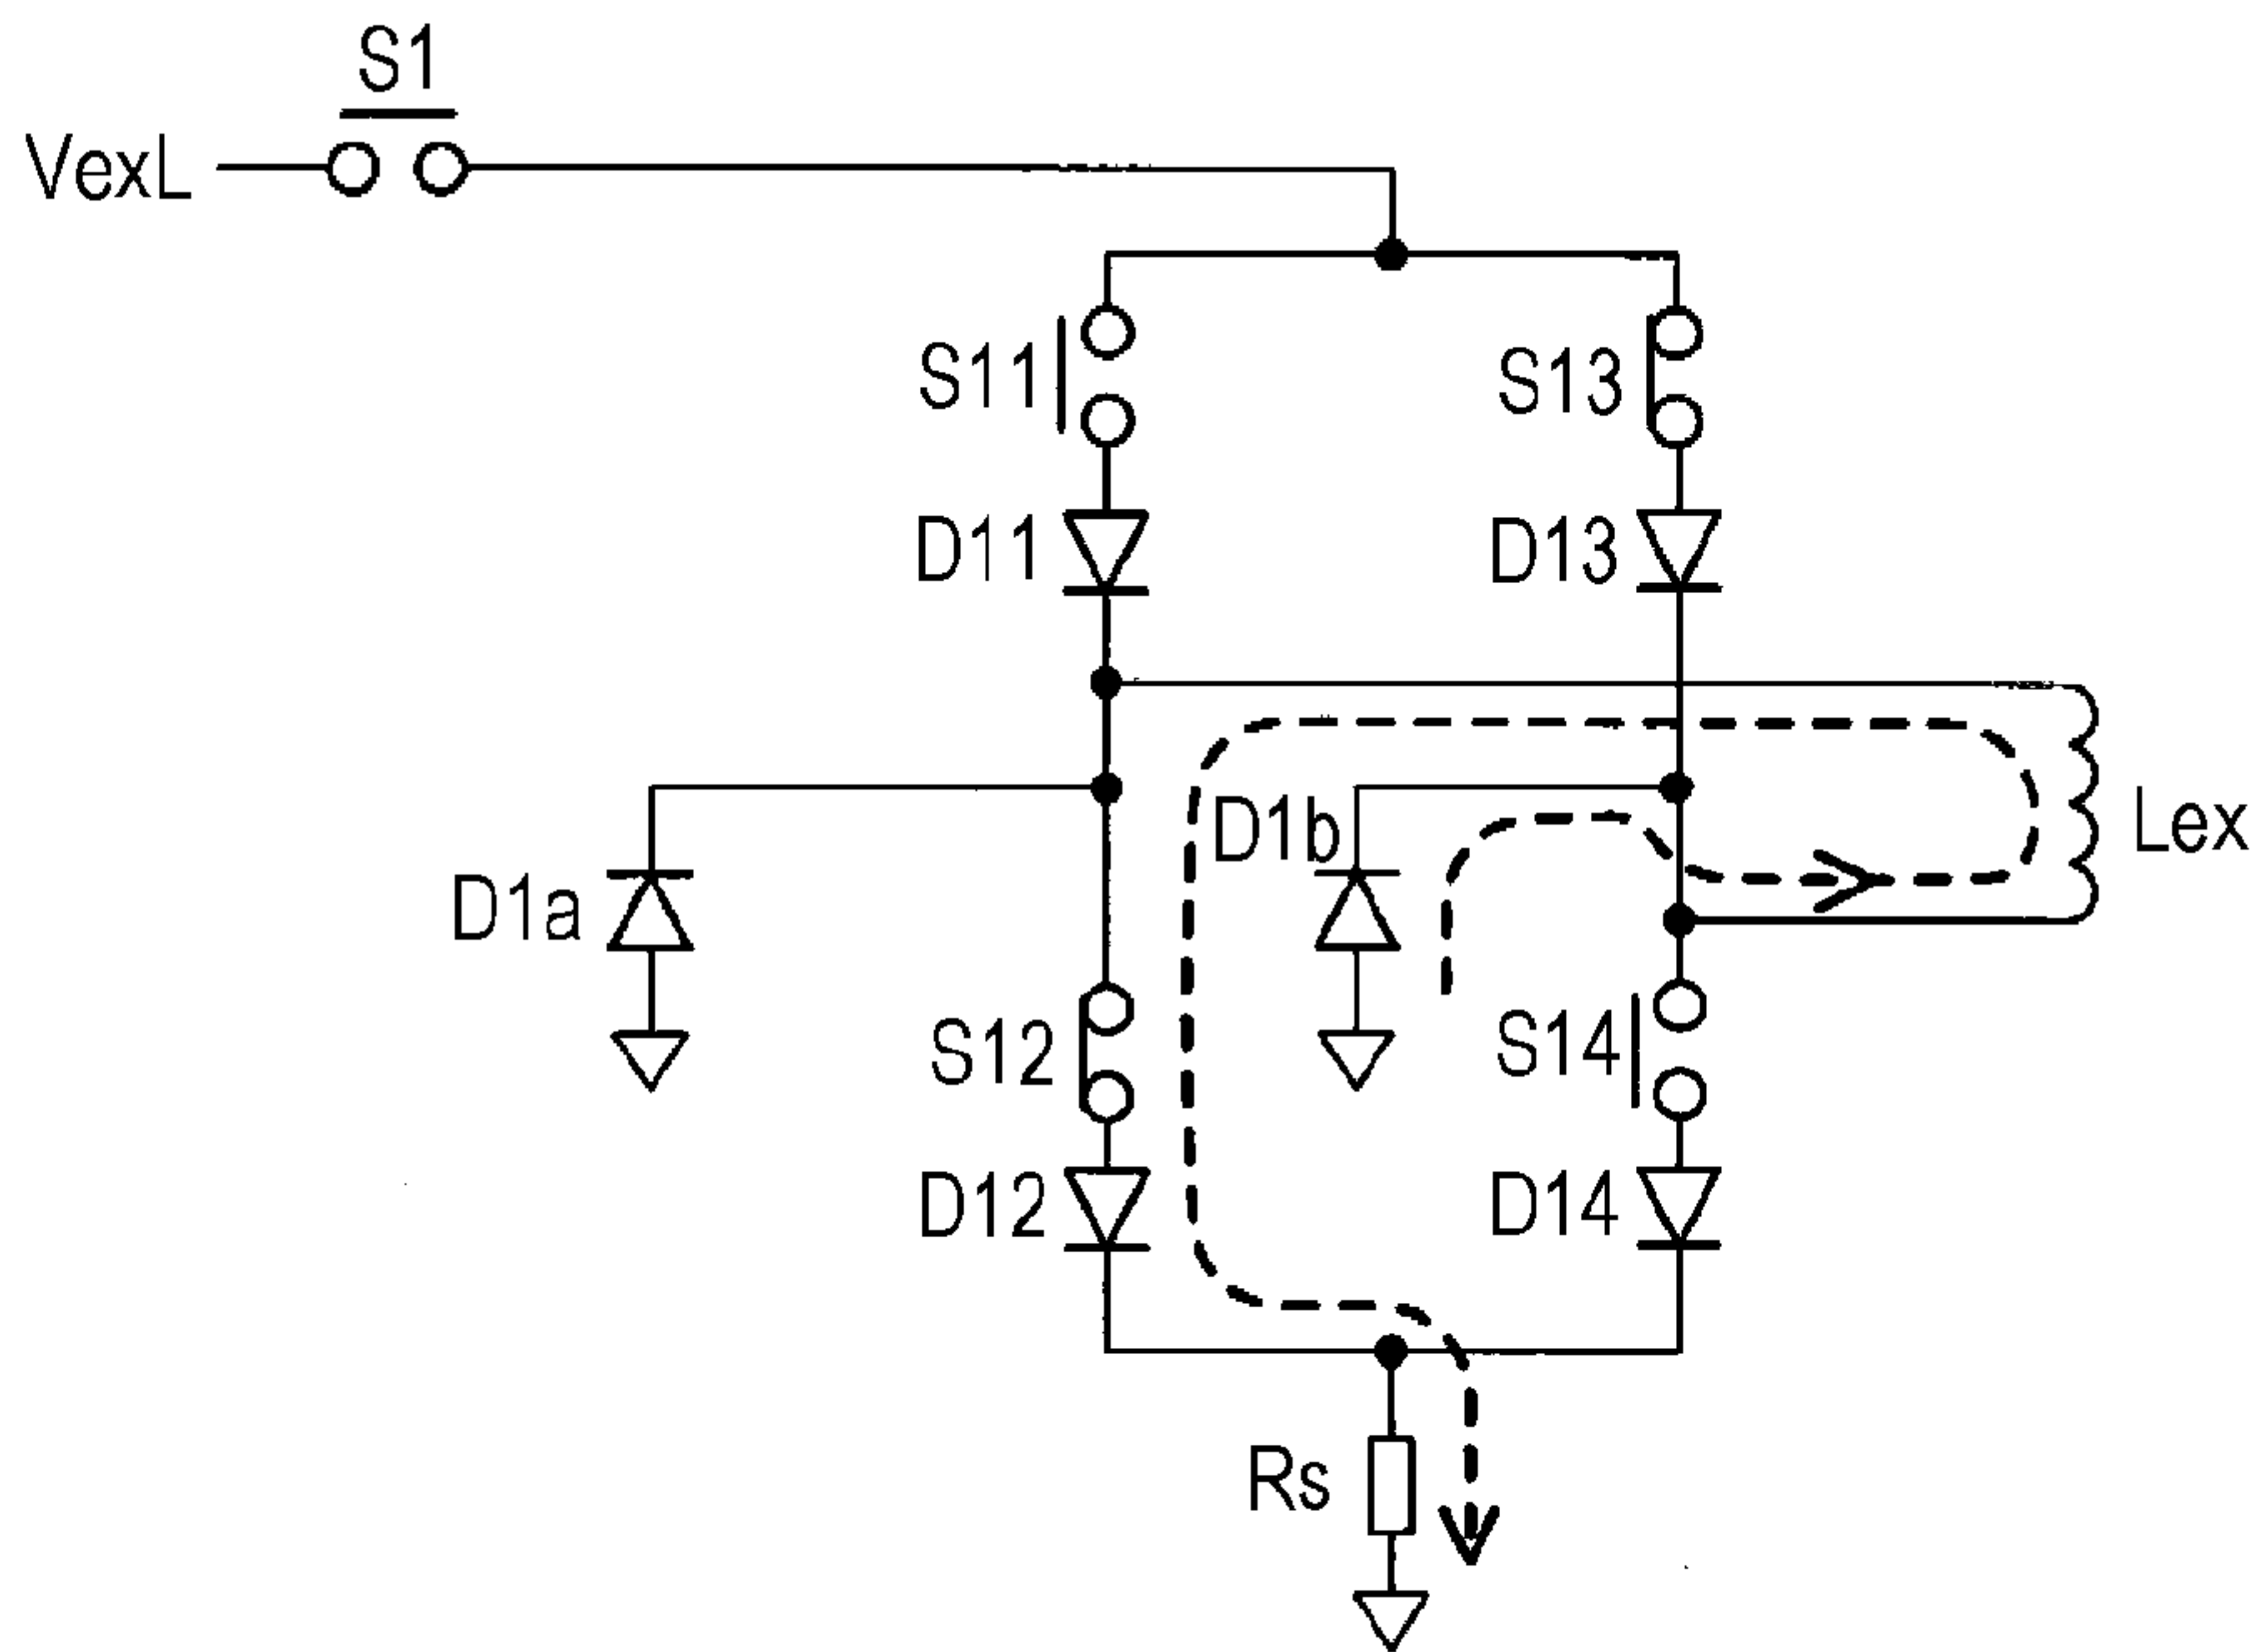 S1
VexL
S11
S13
D11
D13
D1b
Lex
D1a
S12
S14
D12
D14
Rs